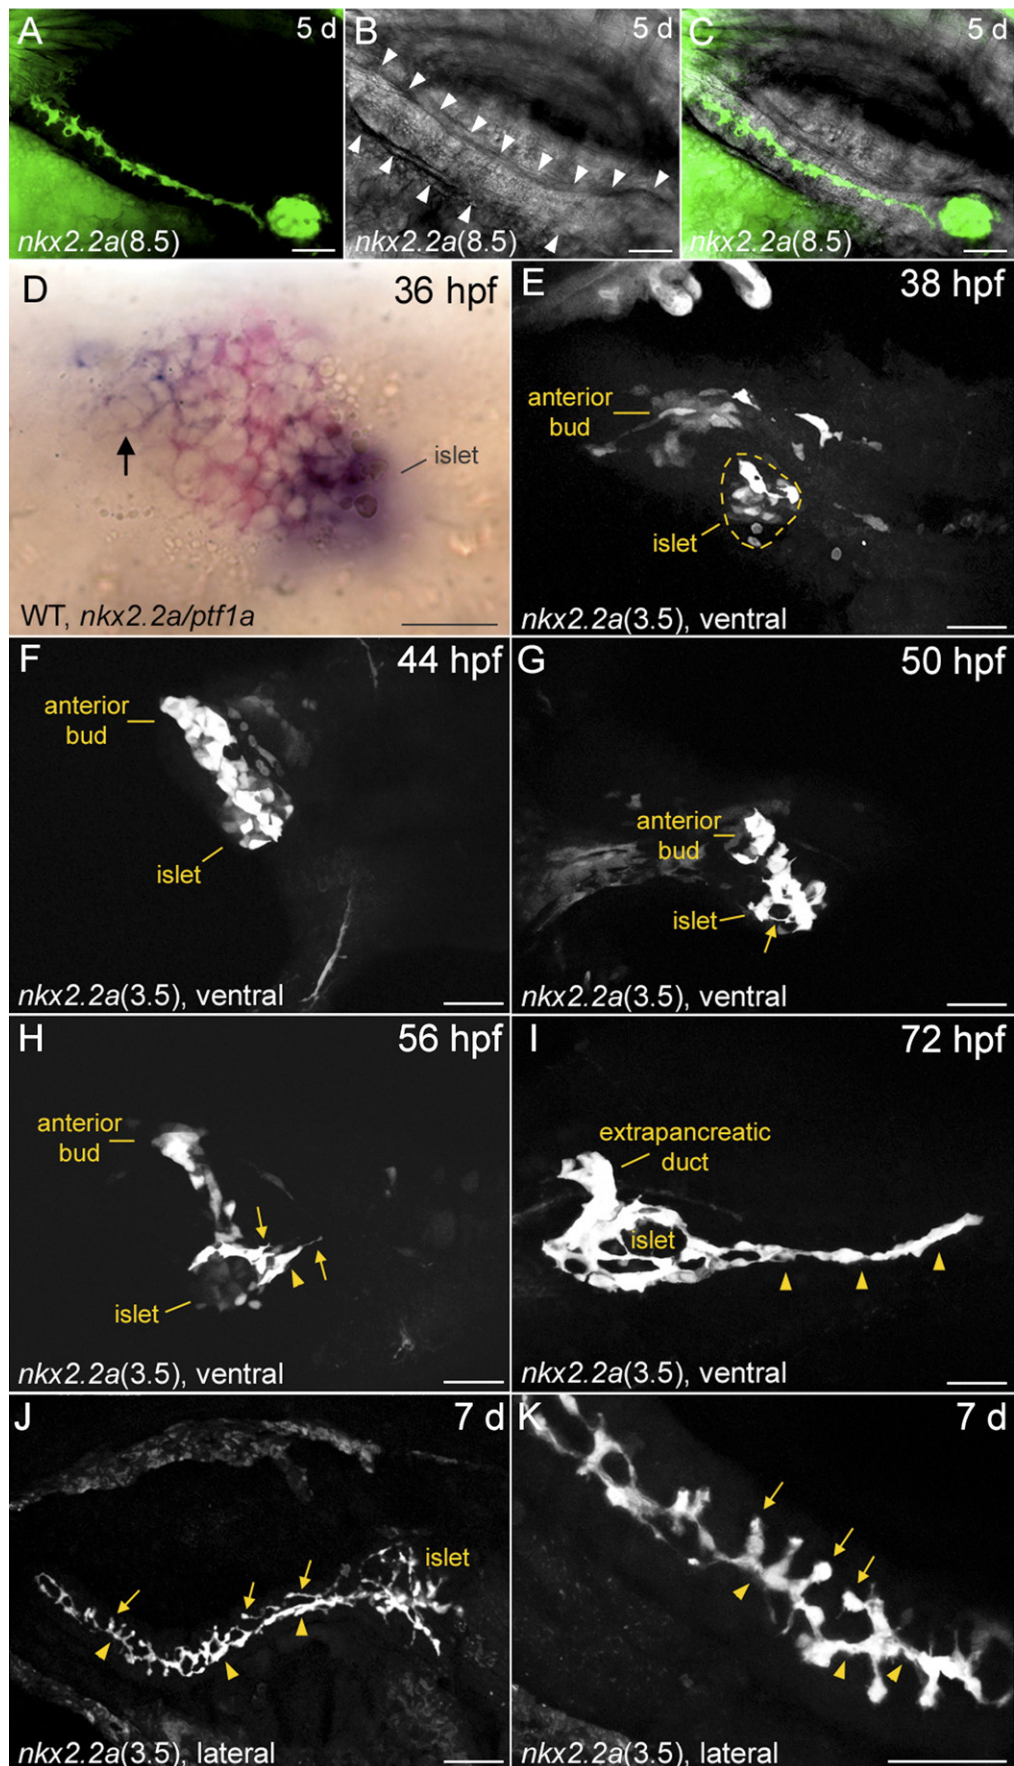 A
5 d
nkx2.2a(8.5)
B
5 d
nkx2.2a(8.5)
C
5 d
nkx2.2a(8.5)
D
36 hpf
islet
WT, nkx2.2a/ptf1a
E
38 hpf
anterior
bud
islet
nkx2.2a(3.5), ventral
F
44 hpf
anterior
bud
islet
nkx2.2a(3.5), ventral
G
50 hpf
anterior
bud
islet
nkx2.2a(3.5), ventral
H
56 hpf
anterior
bud
islet
nkx2.2a(3.5), ventral
I
72 hpf
extrapancreatic
duct
islet
nkx2.2a(3.5), ventral
J
7 d
islet
nkx2.2a(3.5), lateral
K
7 d
nkx2.2a(3.5), lateral